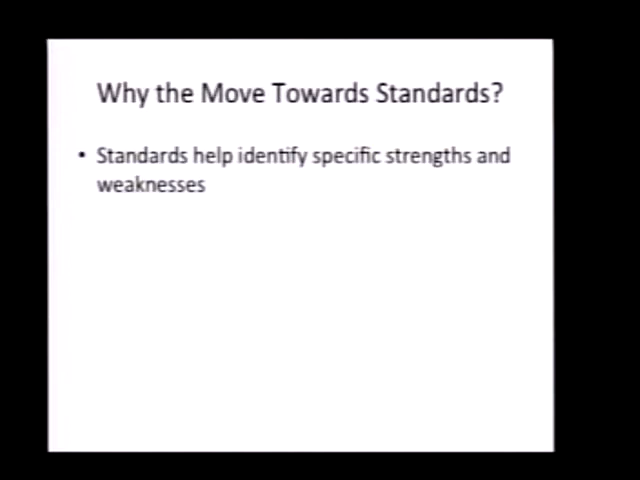 Why the Move Towards Standards?
• Standards help identify specific strengths and
weaknesses